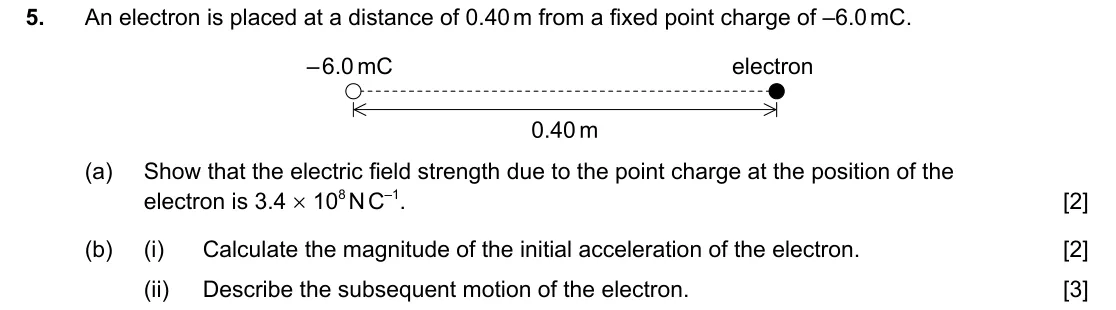 5. An electron is placed at a distance of 0.40 m from a fixed point charge of –6.0 mC.
–6.0 mC electron
0.40 m
(a) Show that the electric field strength due to the point charge at the position of the
electron is 3.4 × 10⁸ N C⁻¹. [2]
(b) (i) Calculate the magnitude of the initial acceleration of the electron. [2]
(ii) Describe the subsequent motion of the electron. [3]